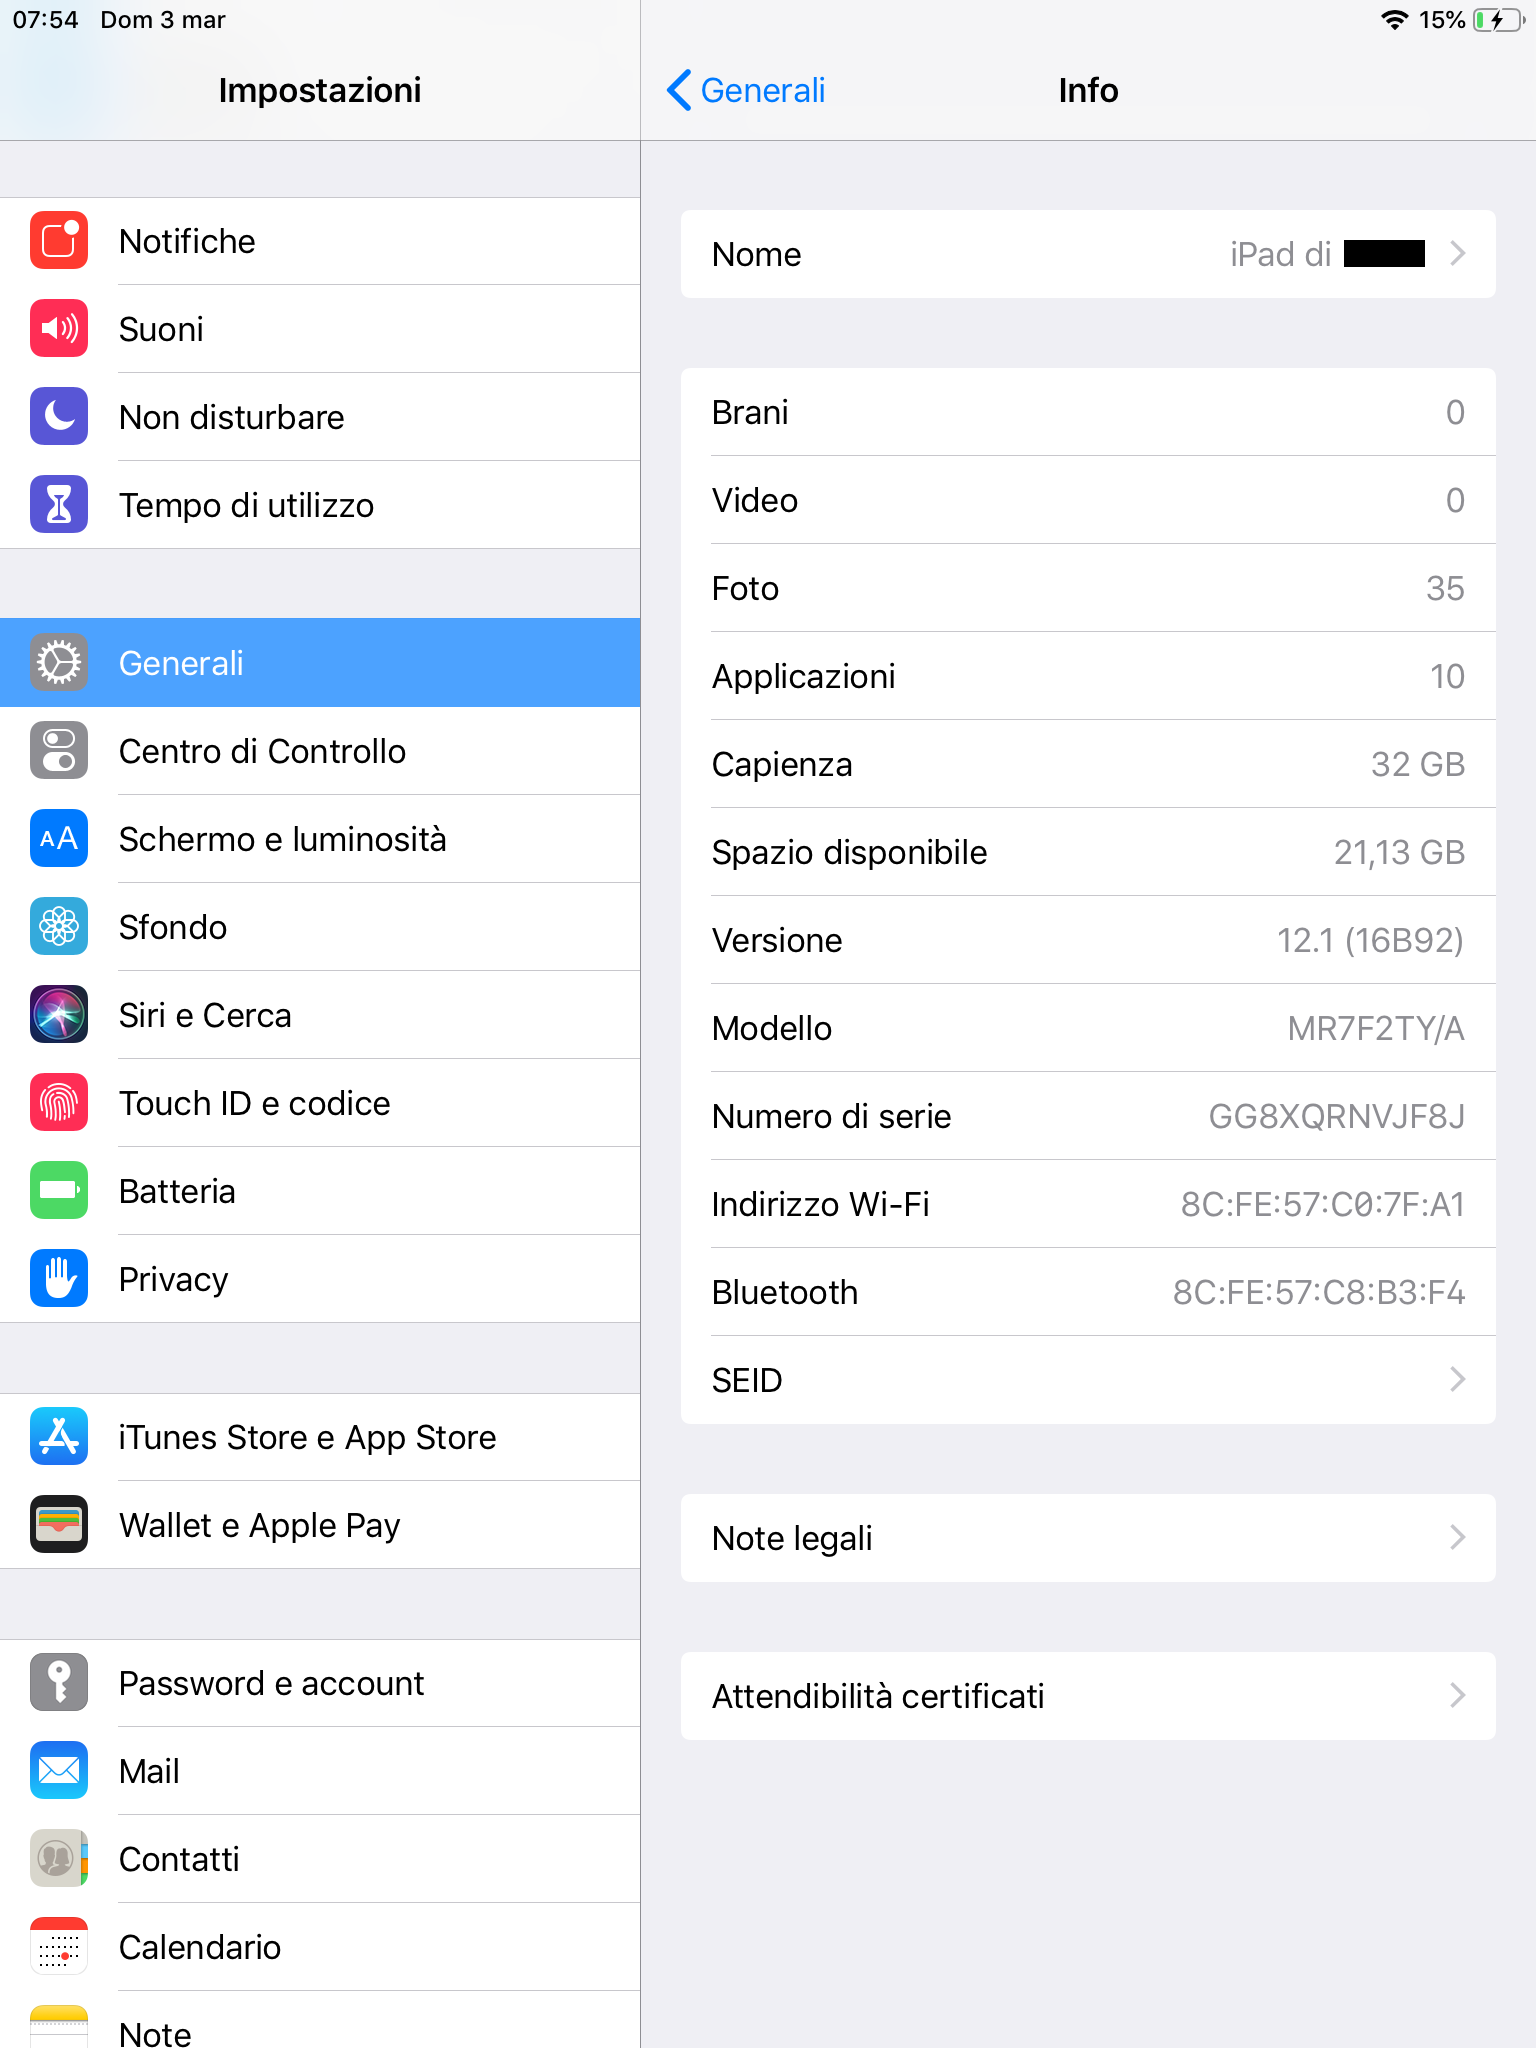 07:54 Dom 3 mar
15%
Impostazioni
Notifiche
Suoni
Non disturbare
Tempo di utilizzo
Generali
Centro di Controllo
AA Schermo e luminosità
Sfondo
Siri e Cerca
Touch ID e codice
Batteria
Privacy
iTunes Store e App Store
Wallet e Apple Pay
Password e account
Mail
Contatti
Calendario
Note
Generali
Info
Nome iPad di
Brani 0
Video 0
Foto 35
Applicazioni 10
Capienza 32 GB
Spazio disponibile 21,13 GB
Versione 12.1 (16B92)
Modello MR7F2TY/A
Numero di serie GG8XQRNVJF8J
Indirizzo Wi-Fi 8C:FE:57:C0:7F:A1
Bluetooth 8C:FE:57:C8:B3:F4
SEID
Note legali
Attendibilità certificati